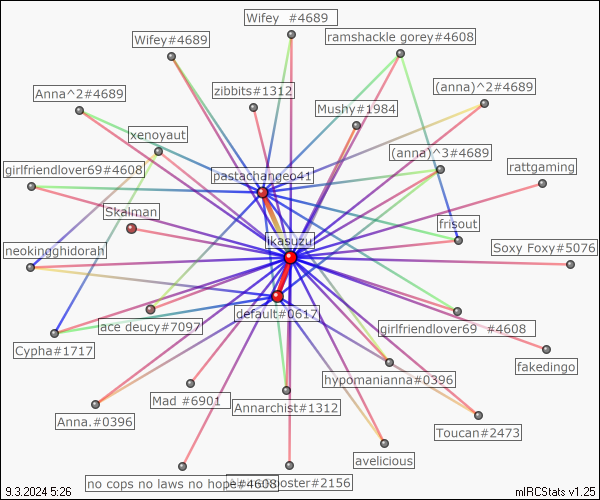 Wifey  #4689
Wifey#4689
ramshackle gorey#4608
Anna^2#4689
zibbits#1312
(anna)^2#4689
Mushy#1984
xenoyaut
(anna)^3#4689
girlfriendlover69#4608
pastachangeo41
rattgaming
Skalman
frisout
ikasuzu
neokingghidorah
Soxy Foxy#5076
default#0617
ace deucy#7097
girlfriendlover69  #4608
Cypha#1717
fakedingo
hypomanianna#0396
Mad #6901
Annarchist#1312
Anna.#0396
Toucan#2473
avelicious
no cops no laws no hope#4608
ooster#2156
9.3.2024 5:26
mIRCStats v1.25